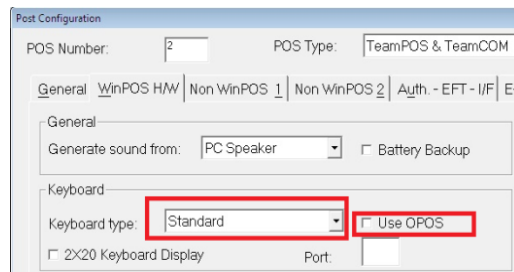 Post Configuration
POS Number: 2 POS Type: TeamPOS & TeamCOM
General WinPOS H/W Non WinPOS 1 Non WinPOS 2 Auth. - EFT - I/F E
General
Generate sound from: PC Speaker Battery Backup
Keyboard
Keyboard type: Standard Use OPOS
2X20 Keyboard Display Port: